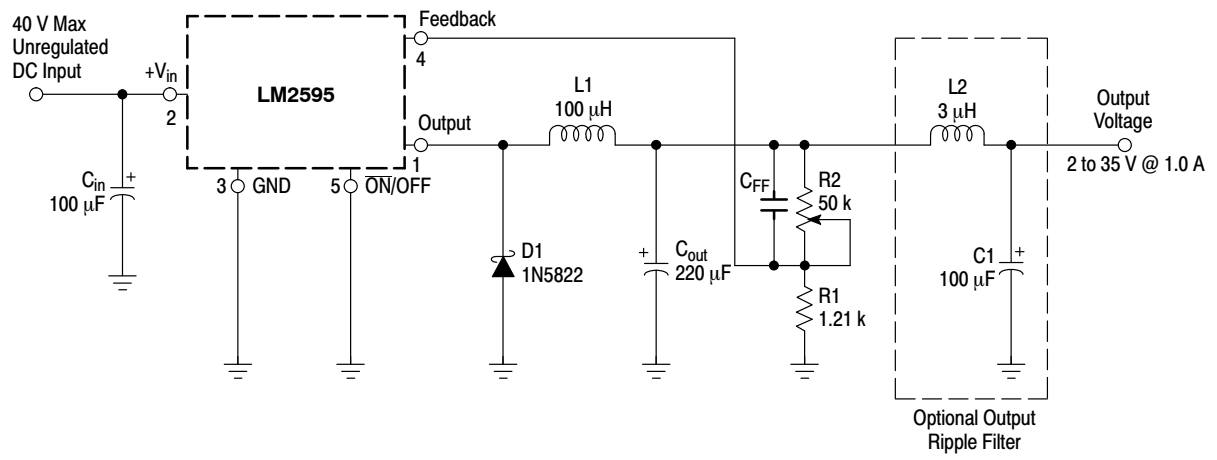 40 V Max
Unregulated
DC Input
+Vin
2
LM2595
Feedback
4
Output
1
3 GND
5 ON/OFF
Cin
100 μF
+
L1
100 μH
D1
1N5822
+
Cout
220 μF
CFF
R2
50 k
R1
1.21 k
L2
3 μH
C1
100 μF
+
Output
Voltage
2 to 35 V @ 1.0 A
Optional Output
Ripple Filter